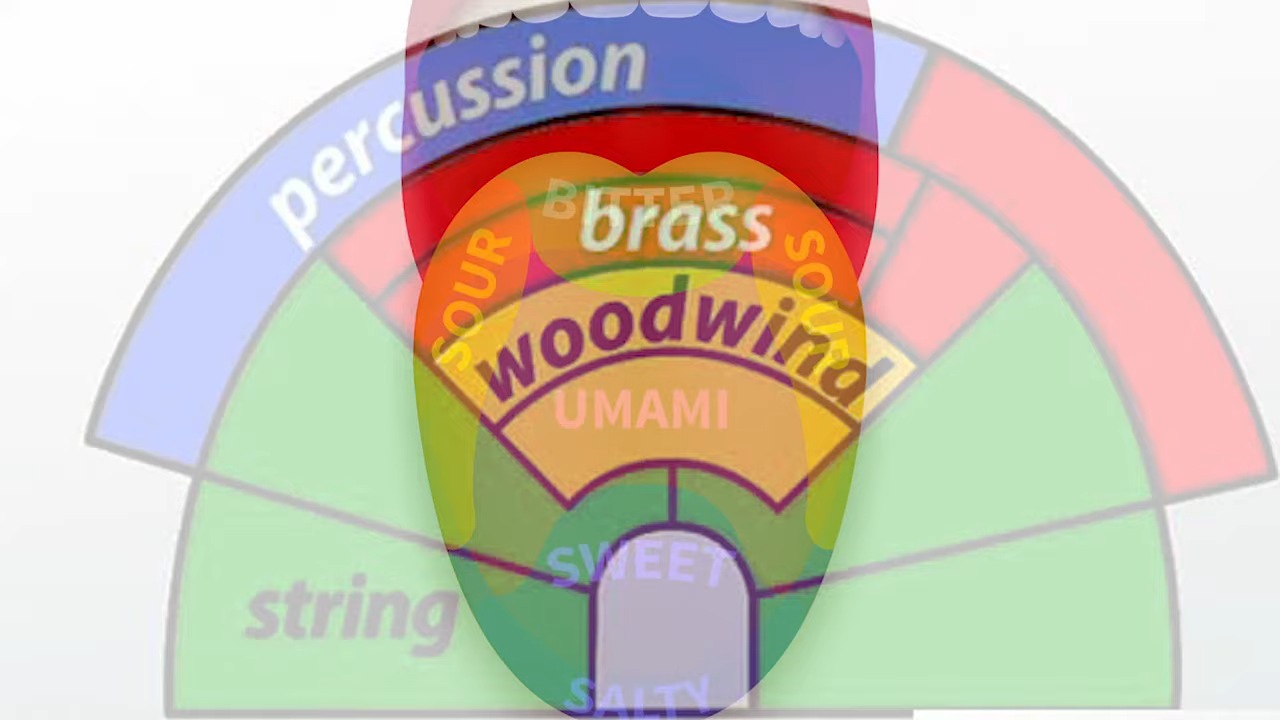 percussion
BITTER
brass
SOUR
SOUR
woodwind
UMAMI
SWEET
string
SALTY